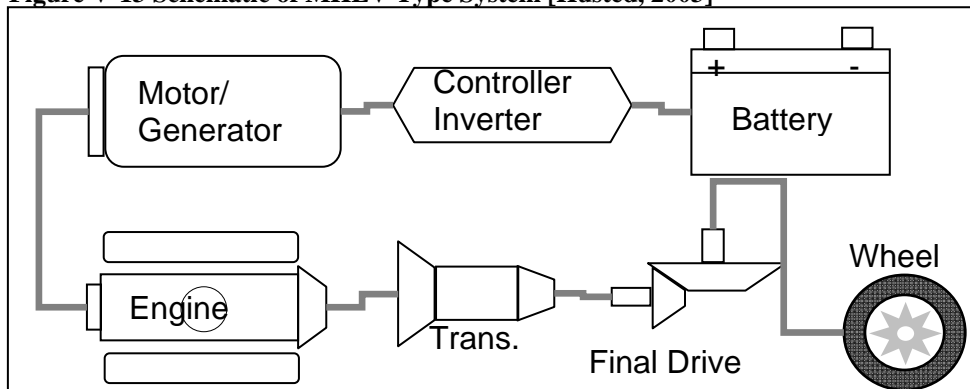 Figure V-13 Schematic of MHEV Type System [Husted, 2003]
Motor/
Generator
Controller
Inverter
+ -
Battery
Engine
Trans.
Final Drive
Wheel